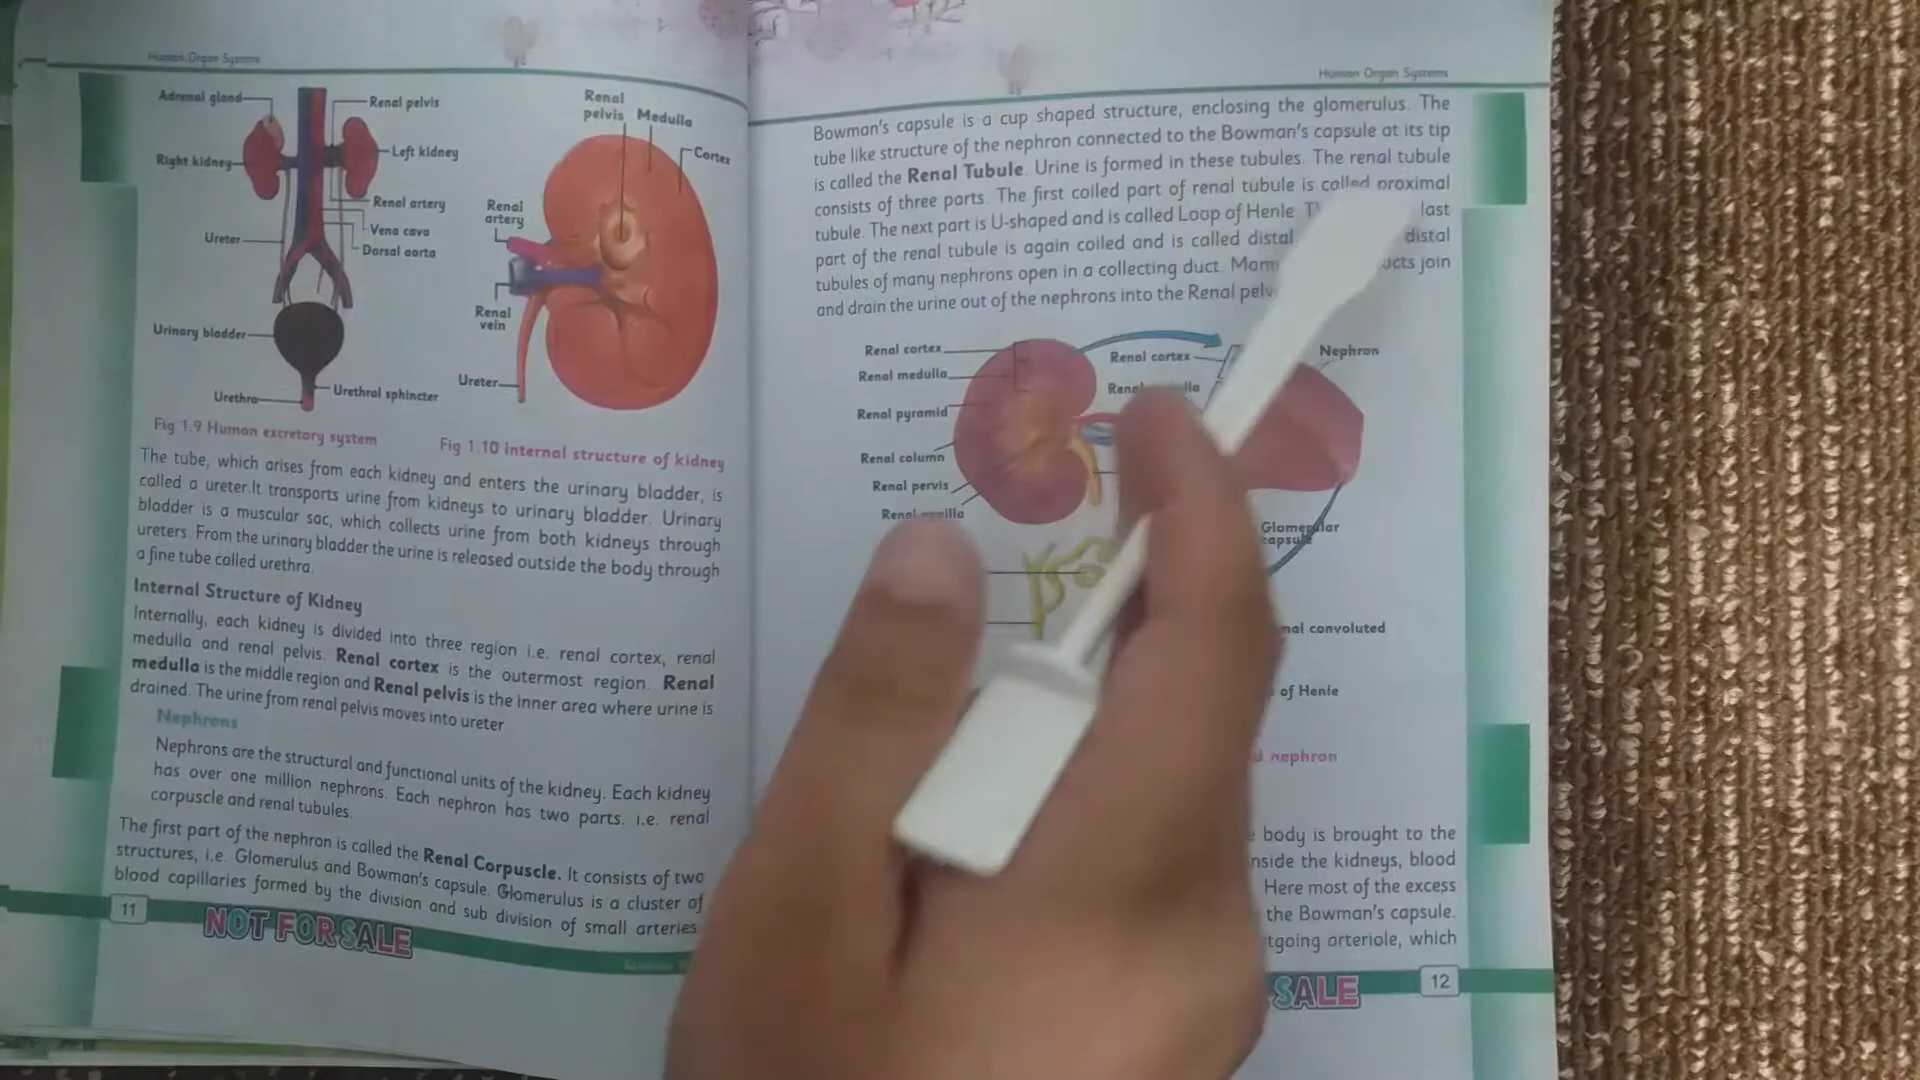 Human Organ Systems
Adrenal gland
Renal pelvis
Right kidney
Left kidney
Renal artery
Vena cava
Ureter
Dorsal aorta
Urinary bladder
Urethra
Urethral sphincter
Renal
pelvis
Medulla
Cortex
Renal
artery
Renal
vein
Ureter
Fig 1.9 Human excretory system
Fig 1.10 Internal structure of kidney
The tube, which arises from each kidney and enters the urinary bladder, is
called a ureter.It transports urine from kidneys to urinary bladder. Urinary
bladder is a muscular sac, which collects urine from both kidneys through
ureters. From the urinary bladder the urine is released outside the body through
a fine tube called urethra.
Internal Structure of Kidney
Internally, each kidney is divided into three region i.e. renal cortex, renal
medulla and renal pelvis. Renal cortex is the outermost region. Renal
medulla is the middle region and Renal pelvis is the inner area where urine is
drained. The urine from renal pelvis moves into ureter
Nephrons
Nephrons are the structural and functional units of the kidney. Each kidney
has over one million nephrons. Each nephron has two parts. i.e. renal
corpuscle and renal tubules.
The first part of the nephron is called the Renal Corpuscle. It consists of two
structures, i.e. Glomerulus and Bowman's capsule. Glomerulus is a cluster of
blood capillaries formed by the division and sub division of small arteries.
11
NOT FOR SALE
Human Organ Systems
Bowman's capsule is a cup shaped structure, enclosing the glomerulus. The
tube like structure of the nephron connected to the Bowman's capsule at its tip
is called the Renal Tubule. Urine is formed in these tubules. The renal tubule
consists of three parts. The first coiled part of renal tubule is called proximal
tubule. The next part is U-shaped and is called Loop of Henle last
part of the renal tubule is again coiled and is called distal distal
tubules of many nephrons open in a collecting duct. join
and drain the urine out of the nephrons into the Renal
Renal cortex
Renal medulla
Renal pyramid
Renal column
Renal pervis
Renal
Renal cortex
Nephron
Glomerular
capsule
convoluted
of Henle
nephron
body is brought to the
inside the kidneys, blood
Here most of the excess
the Bowman's capsule.
arteriole, which
SALE
12